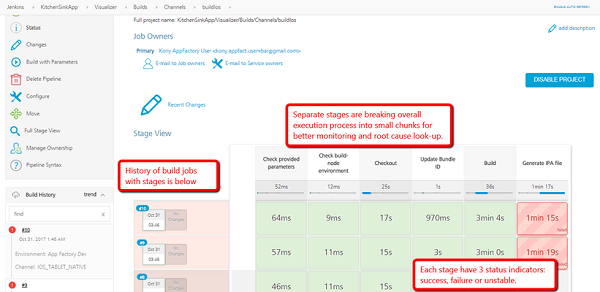 Jenkins › KitchenSinkApp › Visualizer › Builds › Channels › buildIos ›
ENABLE AUTO REFRESH
Full project name: KitchenSinkApp/Visualizer/Builds/Channels/buildIos
Status
add description
Job Owners
Changes
Primary Kony AppFactory User <kony.appfact.user+bar@gmail.com>
Build with Parameters
E-mail to Job owners
E-mail to Service owners
Delete Pipeline
DISABLE PROJECT
Configure
Move
Recent Changes
Full Stage View
Separate stages are breaking overall
execution process into small chunks for
better monitoring and root cause look-up.
Stage View
Manage Ownership
Pipeline Syntax
Check provided
parameters
Check build-
node
environment
Checkout
Update Bundle
ID
Build
Generate IPA file
History of build jobs
with stages is below
Build History
trend
52ms
12ms
25s
1s
36s
1min 17s
find
x
#10
Oct 31
03:46
No
Changes
64ms
9ms
17s
970ms
3min 4s
1min 15s
failed
#10
Oct 31, 2017 1:46 AM
Environment: App Factory Dev
Channel: IOS_TABLET_NATIVE
#9
Oct 31
03:46
No
Changes
57ms
11ms
15s
3s
3min 0s
1min 19s
failed
Each stage have 3 status indicators:
success, failure or unstable.
#9
#8
Oct 31
No
46ms
11ms
17s